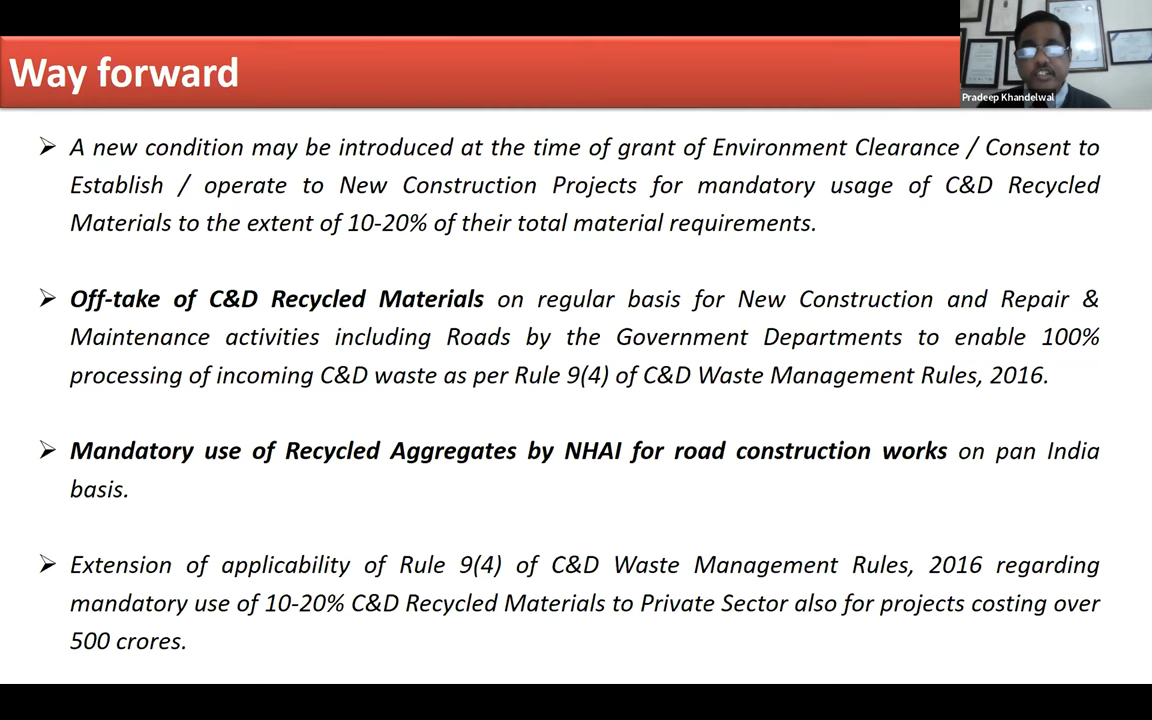 Way forward
Pradeep Khandelwal
➢ A new condition may be introduced at the time of grant of Environment Clearance / Consent to
Establish / operate to New Construction Projects for mandatory usage of C&D Recycled
Materials to the extent of 10-20% of their total material requirements.
➢ Off-take of C&D Recycled Materials on regular basis for New Construction and Repair &
Maintenance activities including Roads by the Government Departments to enable 100%
processing of incoming C&D waste as per Rule 9(4) of C&D Waste Management Rules, 2016.
➢ Mandatory use of Recycled Aggregates by NHAI for road construction works on pan India
basis.
➢ Extension of applicability of Rule 9(4) of C&D Waste Management Rules, 2016 regarding
mandatory use of 10-20% C&D Recycled Materials to Private Sector also for projects costing over
500 crores.